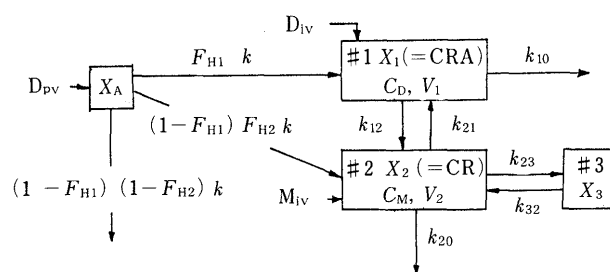 D_iv
F_H1 k
#1 X_1(=CRA)
C_D, V_1
k_10
D_pv
X_A
(1-F_H1) F_H2 k
k_12
k_21
#2 X_2 (=CR)
C_M, V_2
k_23
k_32
#3
X_3
(1 -F_H1) (1-F_H2) k
M_iv
k_20